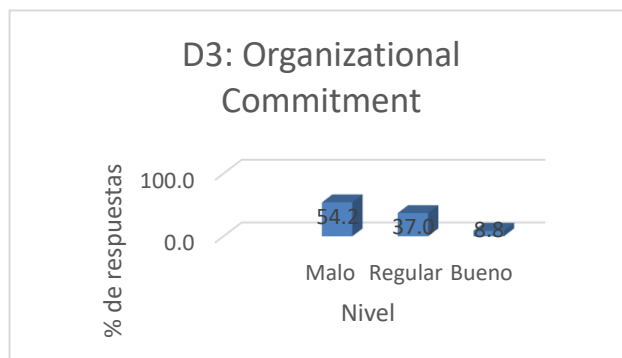 D3: Organizational
Commitment
% de respuestas
100.0
0.0
54.2
37.0
8.8
Malo
Regular
Bueno
Nivel